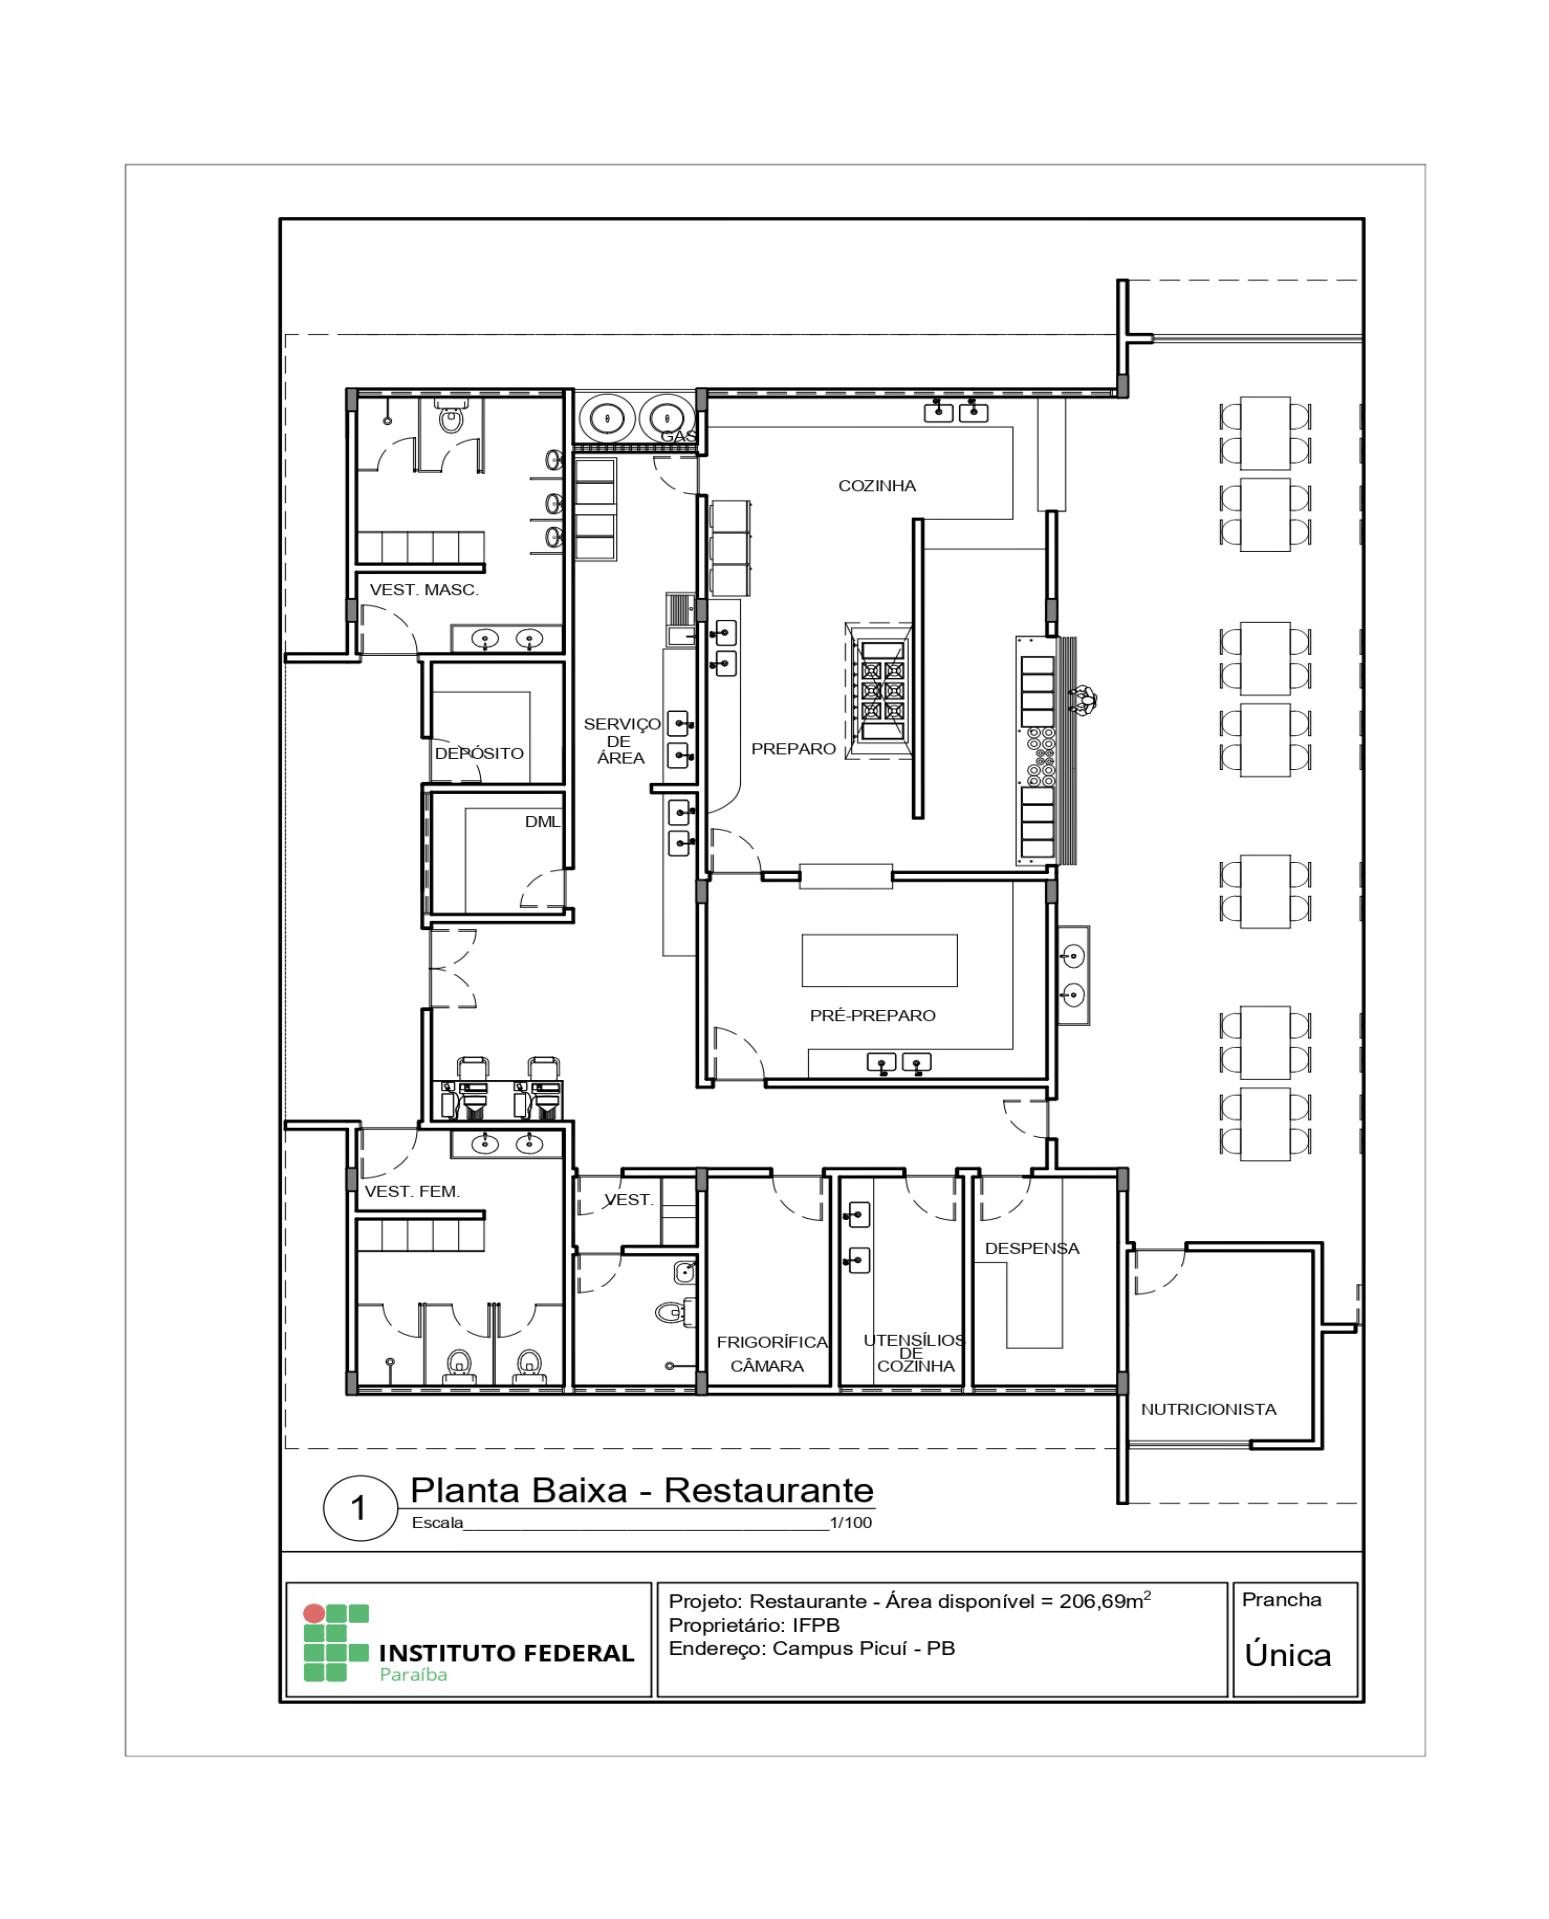 GAS
COZINHA
VEST. MASC.
SERVIÇO
DE
ÁREA
PREPARO
DEPÓSITO
DML
PRÉ-PREPARO
VEST. FEM.
VEST.
DESPENSA
FRIGORÍFICA
CÂMARA
UTENSÍLIOS
DE
COZINHA
NUTRICIONISTA
1
Planta Baixa - Restaurante
Escala 1/100
INSTITUTO FEDERAL
Paraíba
Projeto: Restaurante - Área disponível = 206,69m²
Proprietário: IFPB
Endereço: Campus Picuí - PB
Prancha
Única